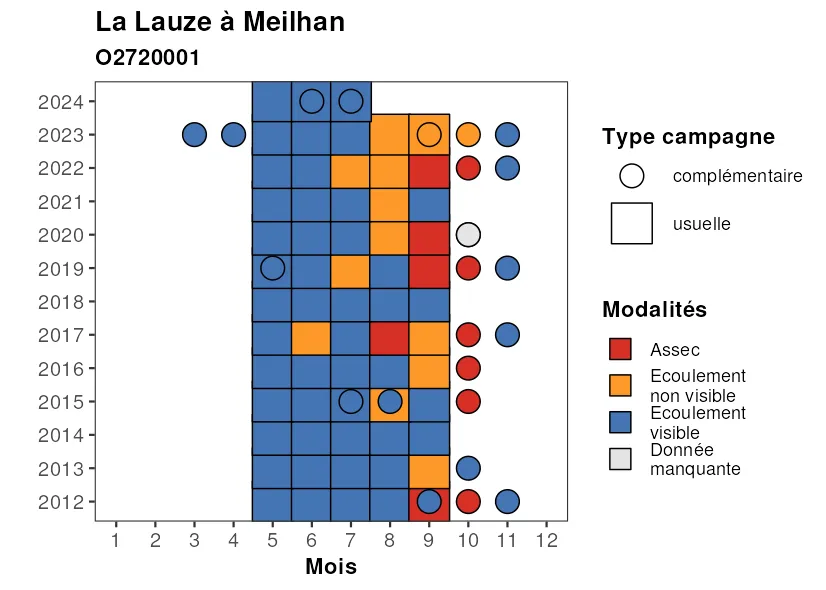 La Lauze à Meilhan
O2720001
2024
2023
2022
2021
2020
2019
2018
2017
2016
2015
2014
2013
2012
1 2 3 4 5 6 7 8 9 10 11 12
Mois
Type campagne
complémentaire
usuelle
Modalités
Assec
Ecoulement
non visible
Ecoulement
visible
Donnée
manquante